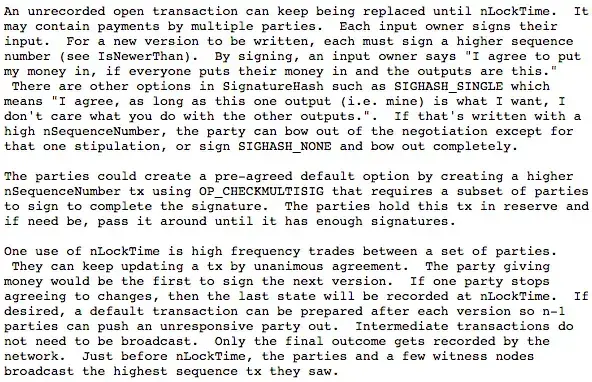 An unrecorded open transaction can keep being replaced until nLockTime.  It
may contain payments by multiple parties.  Each input owner signs their
input.  For a new version to be written, each must sign a higher sequence
number (see IsNewerThan).  By signing, an input owner says "I agree to put
my money in, if everyone puts their money in and the outputs are this."
 There are other options in SignatureHash such as SIGHASH_SINGLE which
means "I agree, as long as this one output (i.e. mine) is what I want, I
don't care what you do with the other outputs.".  If that's written with a
high nSequenceNumber, the party can bow out of the negotiation except for
that one stipulation, or sign SIGHASH_NONE and bow out completely.

The parties could create a pre-agreed default option by creating a higher
nSequenceNumber tx using OP_CHECKMULTISIG that requires a subset of parties
to sign to complete the signature.  The parties hold this tx in reserve and
if need be, pass it around until it has enough signatures.

One use of nLockTime is high frequency trades between a set of parties.
 They can keep updating a tx by unanimous agreement.  The party giving
money would be the first to sign the next version.  If one party stops
agreeing to changes, then the last state will be recorded at nLockTime.  If
desired, a default transaction can be prepared after each version so n-1
parties can push an unresponsive party out.  Intermediate transactions do
not need to be broadcast.  Only the final outcome gets recorded by the
network.  Just before nLockTime, the parties and a few witness nodes
broadcast the highest sequence tx they saw.